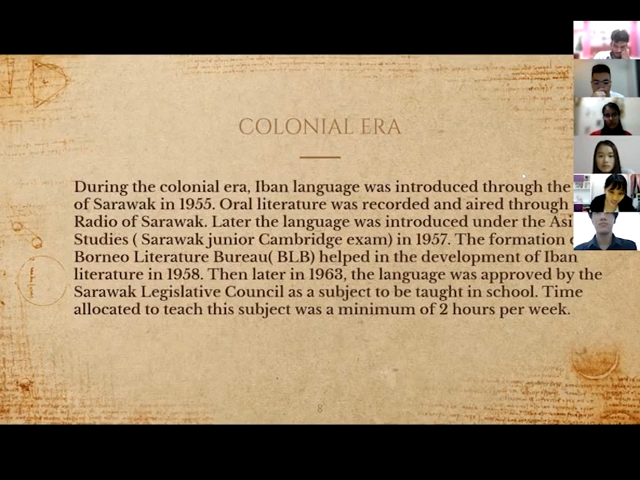 COLONIAL ERA
During the colonial era, Iban language was introduced through the
of Sarawak in 1955. Oral literature was recorded and aired through
Radio of Sarawak. Later the language was introduced under the
Studies ( Sarawak junior Cambridge exam) in 1957. The formation
Borneo Literature Bureau( BLB) helped in the development of Iban
literature in 1958. Then later in 1963, the language was approved by the
Sarawak Legislative Council as a subject to be taught in school. Time
allocated to teach this subject was a minimum of 2 hours per week.
8